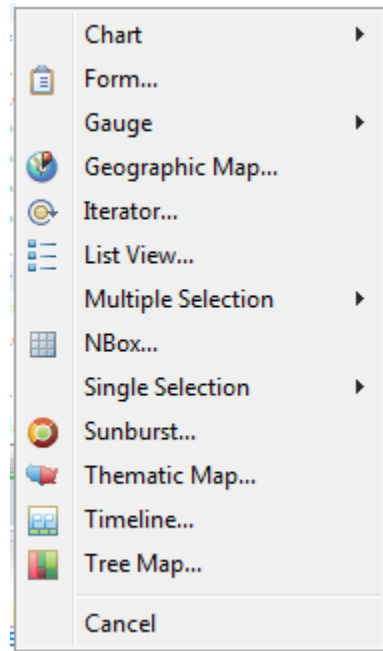 Chart
Form...
Gauge
Geographic Map...
Iterator...
List View...
Multiple Selection
NBox...
Single Selection
Sunburst...
Thematic Map...
Timeline...
Tree Map...
Cancel